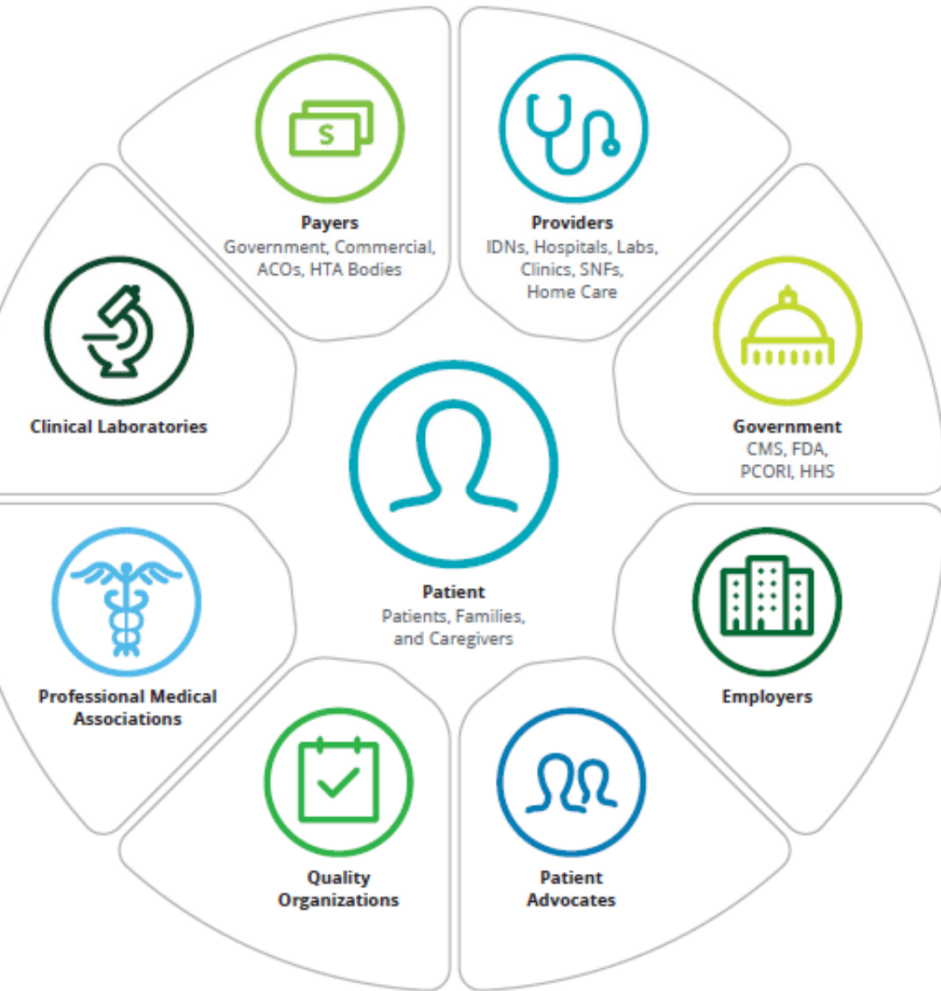 S
Payers
Government, Commercial,
ACOs, HTA Bodies
Providers
IDNs, Hospitals, Labs,
Clinics, SNFs,
Home Care
Clinical Laboratories
Government
CMS, FDA,
PCORI, HHS
Patient
Patients, Families,
and Caregivers
Professional Medical
Associations
Employers
Quality
Organizations
Patient
Advocates